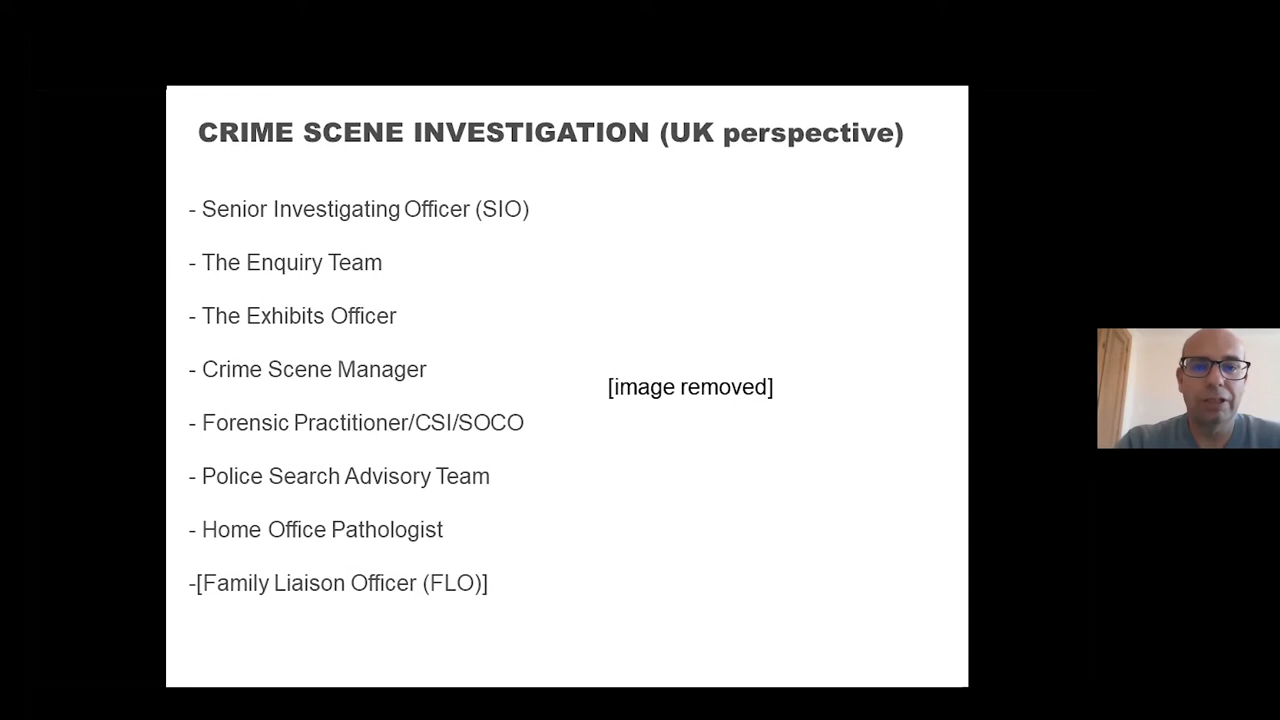 CRIME SCENE INVESTIGATION (UK perspective)
- Senior Investigating Officer (SIO)
- The Enquiry Team
- The Exhibits Officer
- Crime Scene Manager
[image removed]
- Forensic Practitioner/CSI/SOCO
- Police Search Advisory Team
- Home Office Pathologist
-[Family Liaison Officer (FLO)]